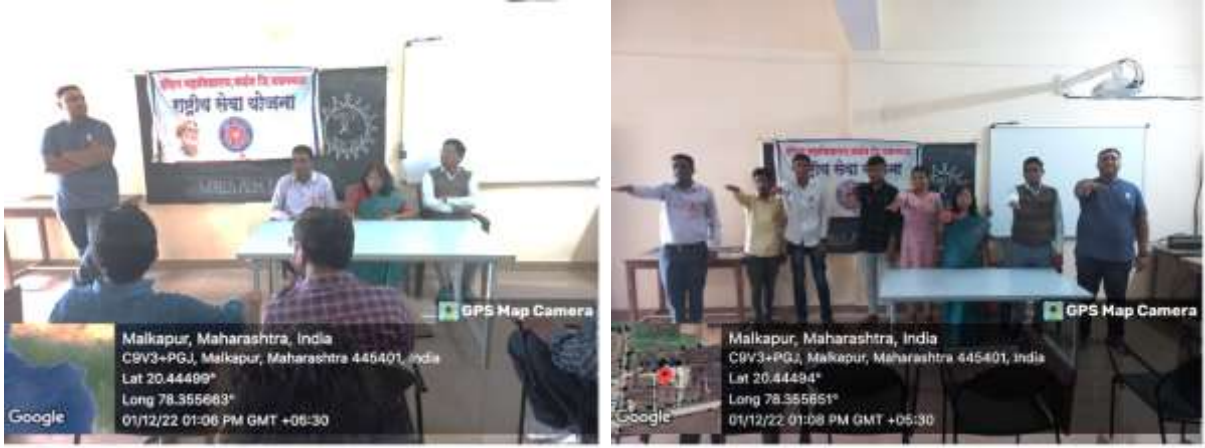 राष्ट्रीय सेवा योजना
GPS Map Camera
Malkapur, Maharashtra, India
C9V3+PGJ, Malkapur, Maharashtra 445401, India
Lat 20.44499°
Long 78.355663°
01/12/22 01:06 PM GMT +05:30
Google
राष्ट्रीय सेवा योजना
GPS Map Camera
Malkapur, Maharashtra, India
C9V3+PGJ, Malkapur, Maharashtra 445401, India
Lat 20.44494°
Long 78.355651°
01/12/22 01:08 PM GMT +05:30
Google